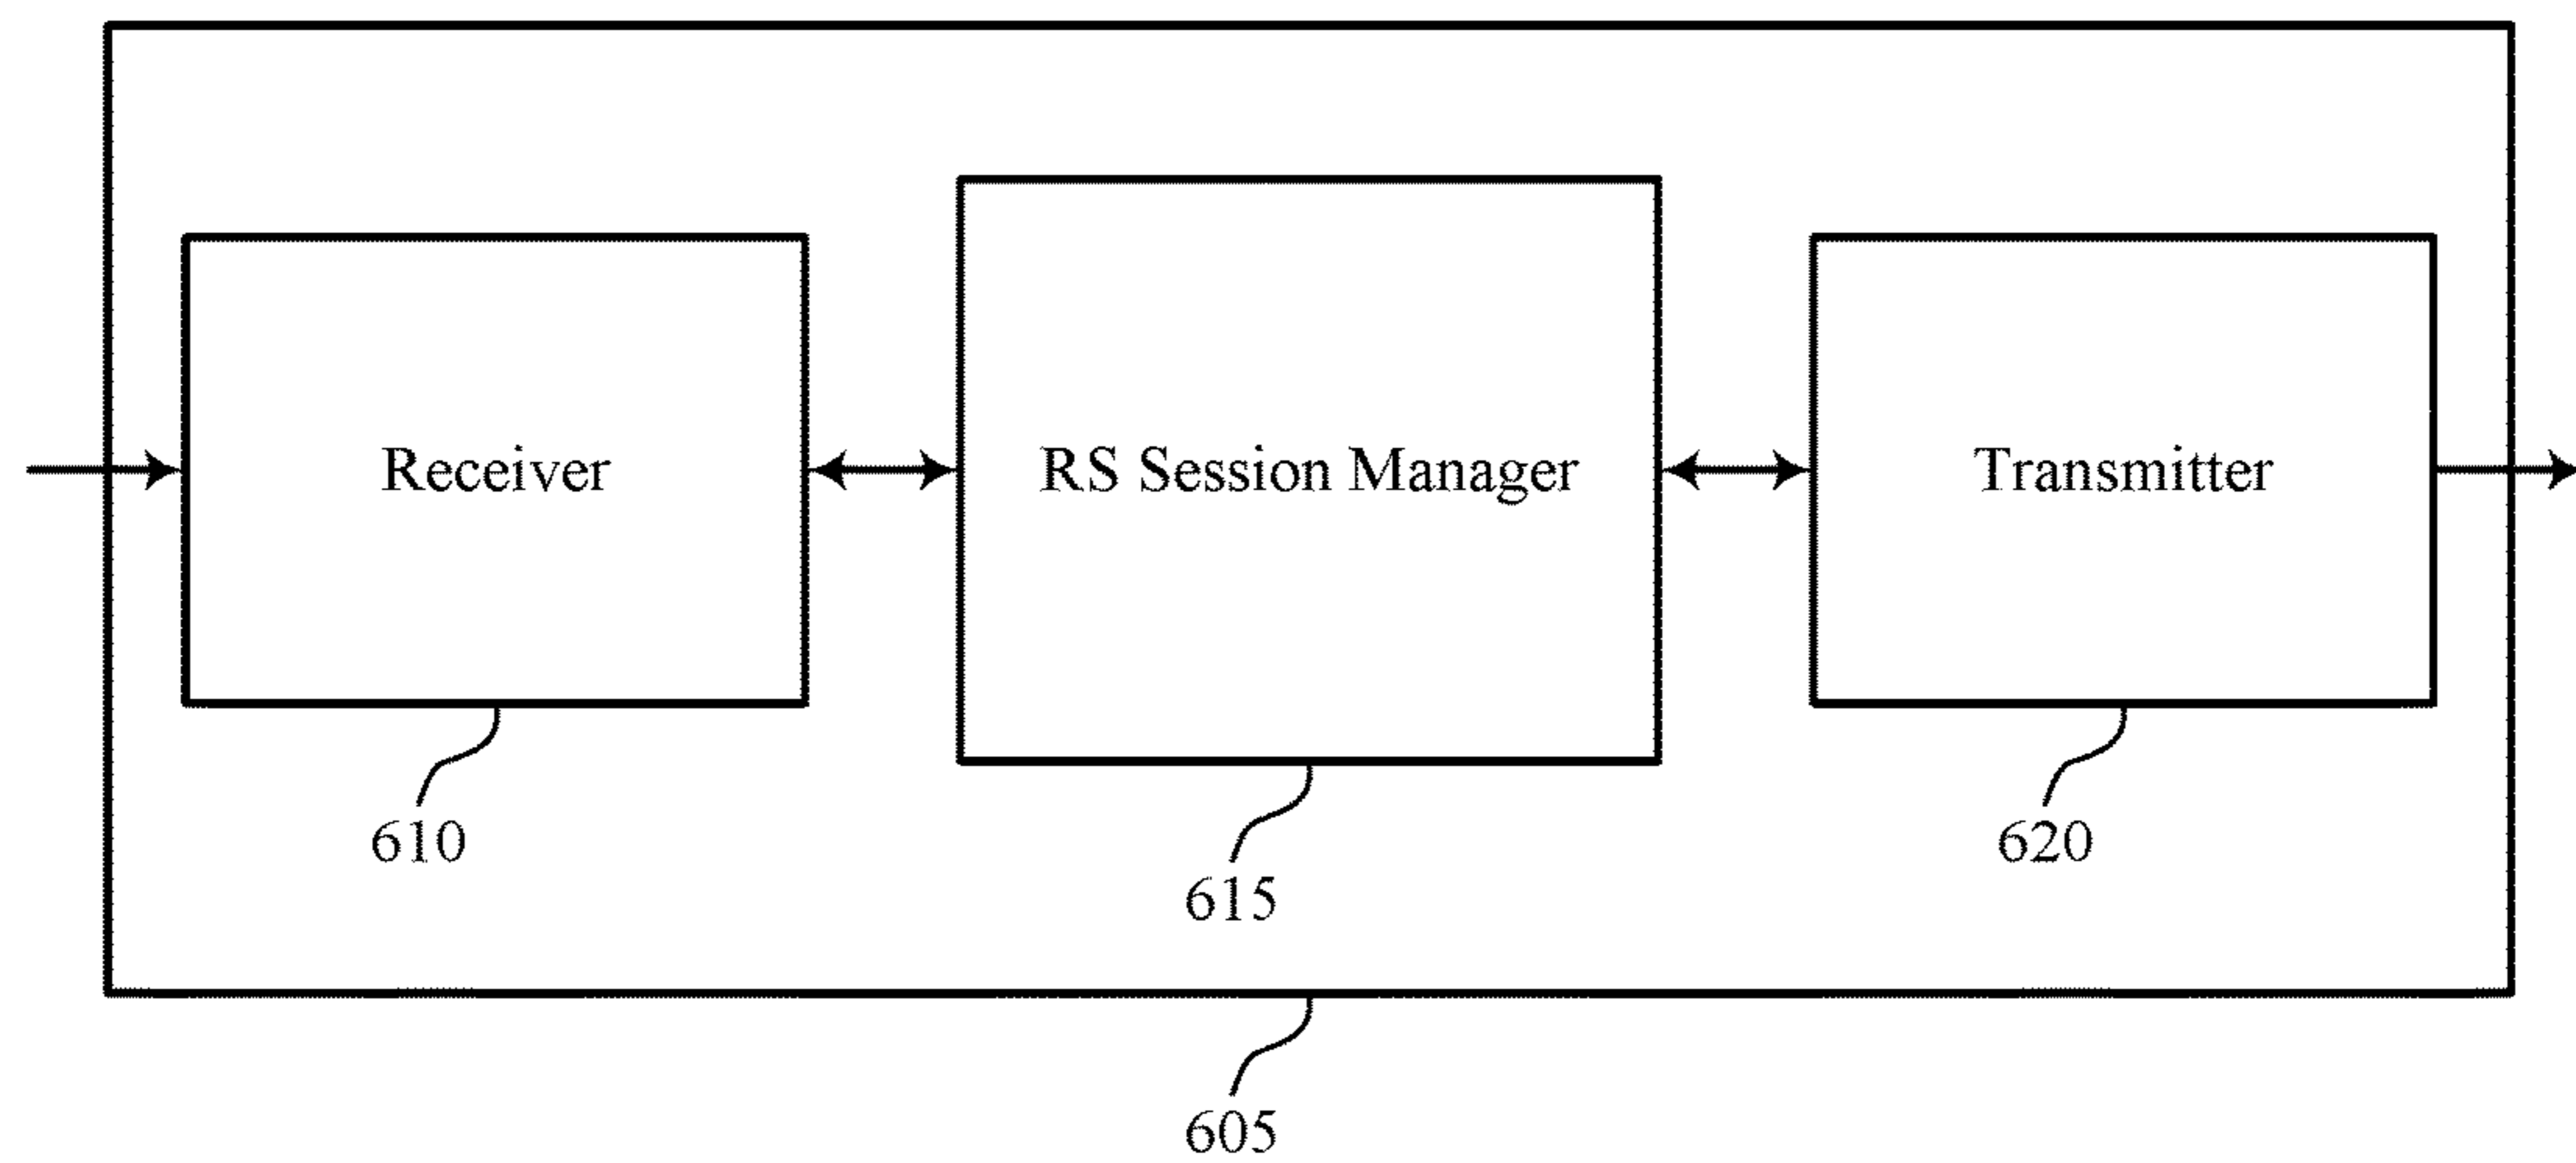 Receiver
RS Session Manager
Transmitter
610
615
620
605